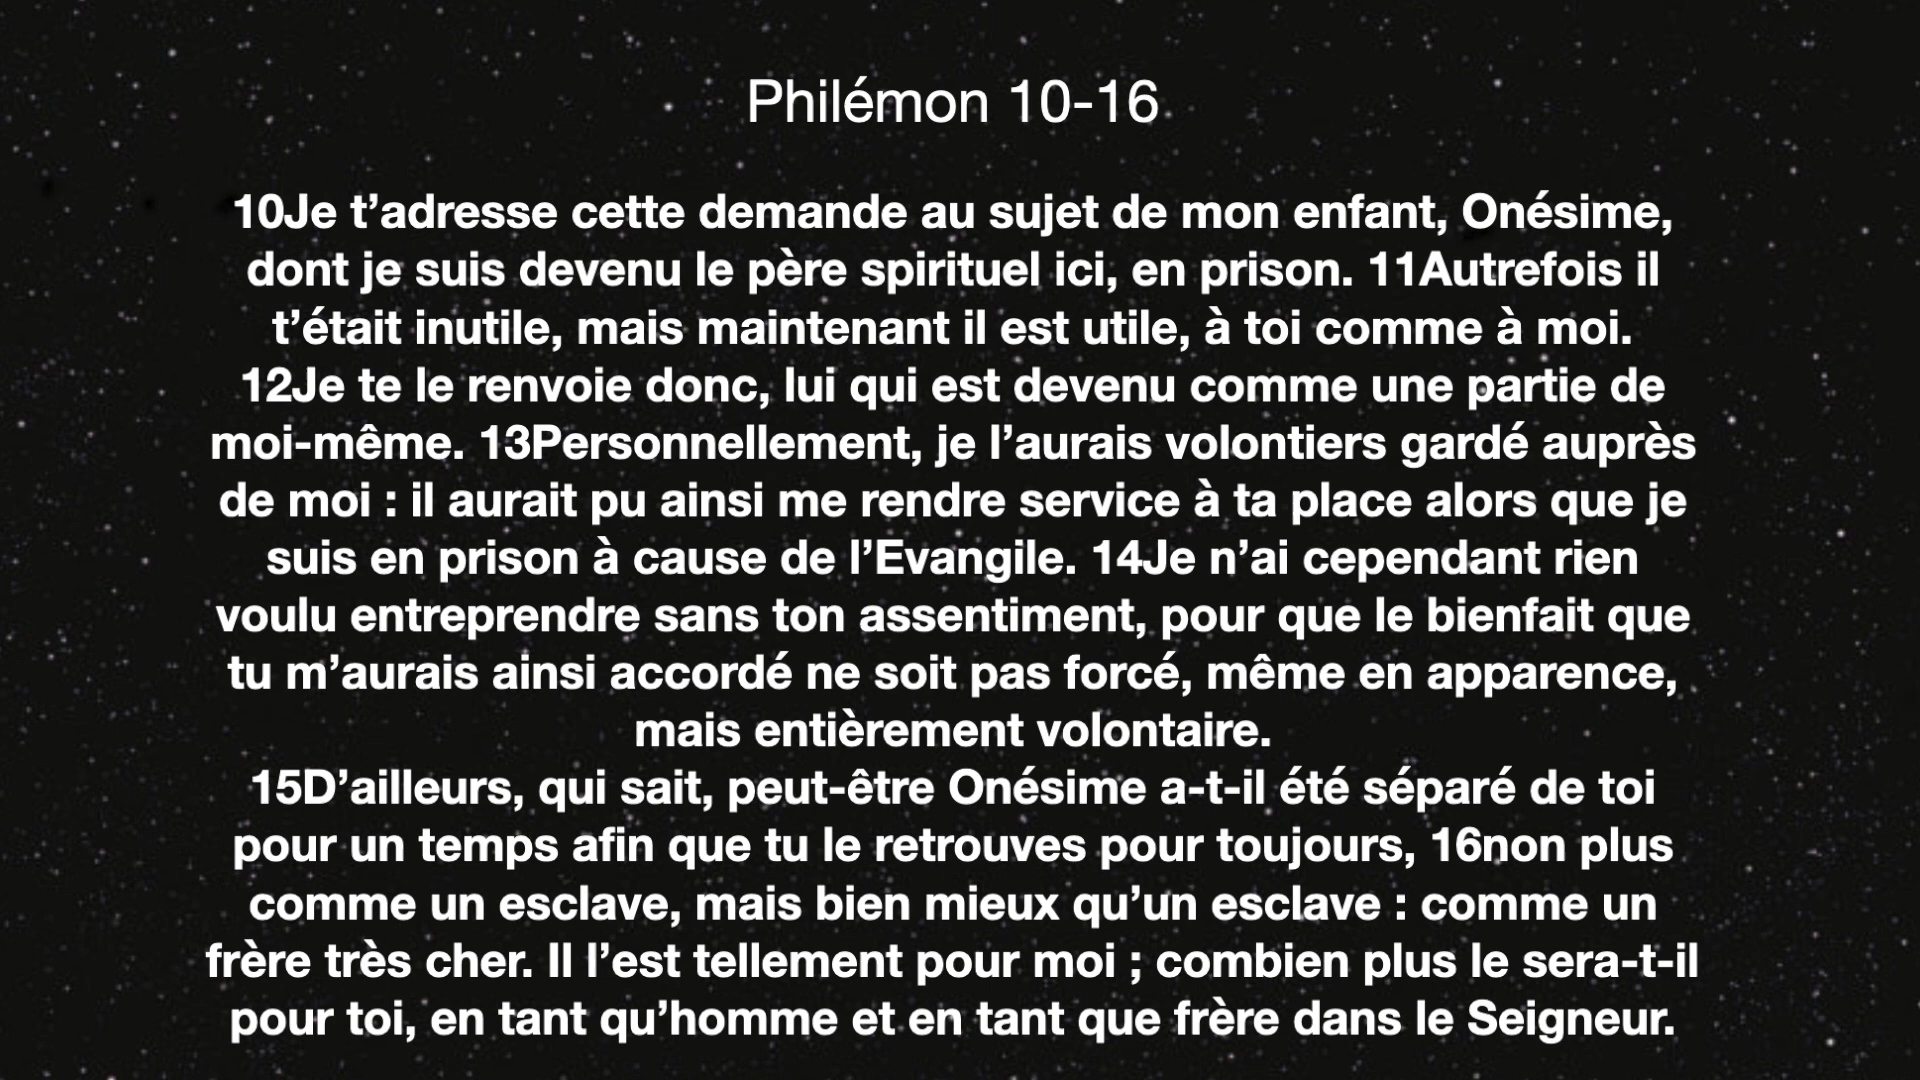 Philémon 10-16
10Je t’adresse cette demande au sujet de mon enfant, Onésime,
dont je suis devenu le père spirituel ici, en prison. 11Autrefois il
t’était inutile, mais maintenant il est utile, à toi comme à moi.
12Je te le renvoie donc, lui qui est devenu comme une partie de
moi-même. 13Personnellement, je l’aurais volontiers gardé auprès
de moi : il aurait pu ainsi me rendre service à ta place alors que je
suis en prison à cause de l’Evangile. 14Je n’ai cependant rien
voulu entreprendre sans ton assentiment, pour que le bienfait que
tu m’aurais ainsi accordé ne soit pas forcé, même en apparence,
mais entièrement volontaire.
15D’ailleurs, qui sait, peut-être Onésime a-t-il été séparé de toi
pour un temps afin que tu le retrouves pour toujours, 16non plus
comme un esclave, mais bien mieux qu’un esclave : comme un
frère très cher. Il l’est tellement pour moi ; combien plus le sera-t-il
pour toi, en tant qu’homme et en tant que frère dans le Seigneur.